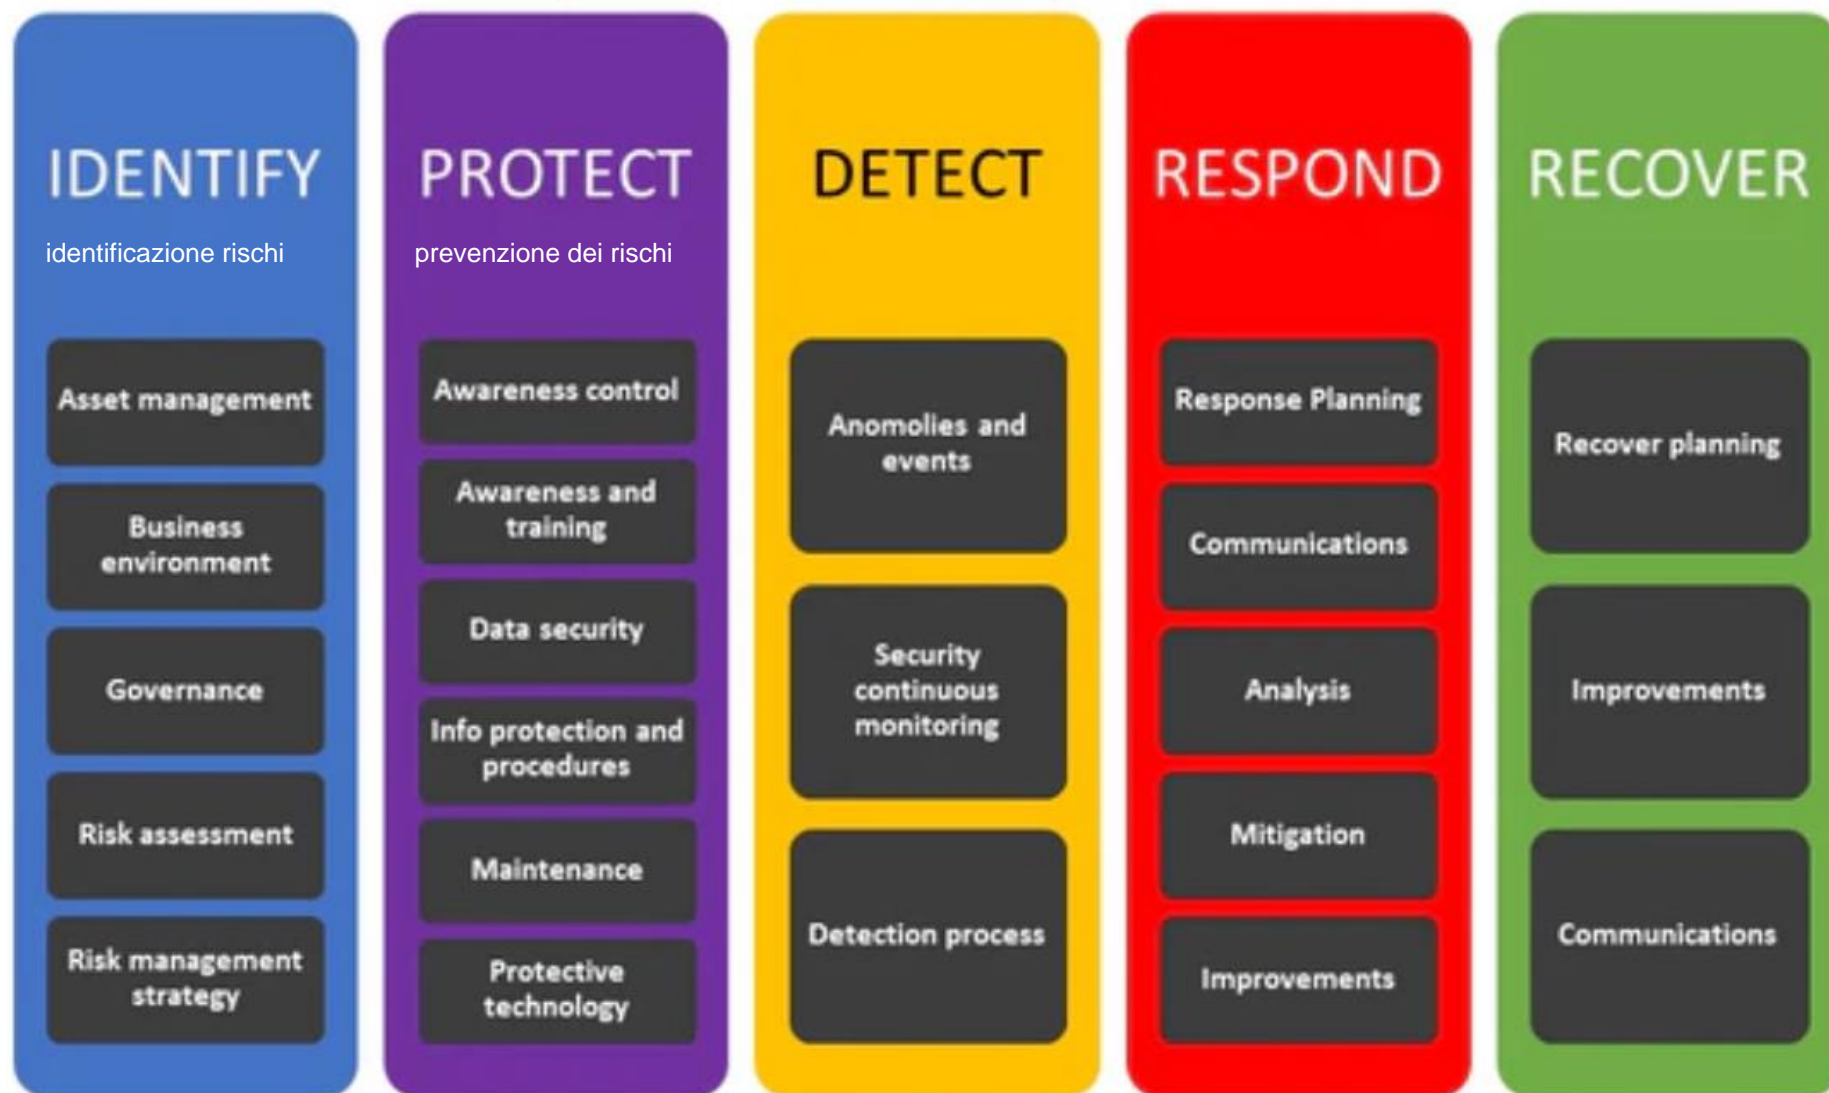 IDENTIFY
identificazione rischi
Asset management
Business
environment
Governance
Risk assessment
Risk management
strategy
PROTECT
prevenzione dei rischi
Awareness control
Awareness and
training
Data security
Info protection and
procedures
Maintenance
Protective
technology
DETECT
Anomolies and
events
Security
continuous
monitoring
Detection process
RESPOND
Response Planning
Communications
Analysis
Mitigation
Improvements
RECOVER
Recover planning
Improvements
Communications